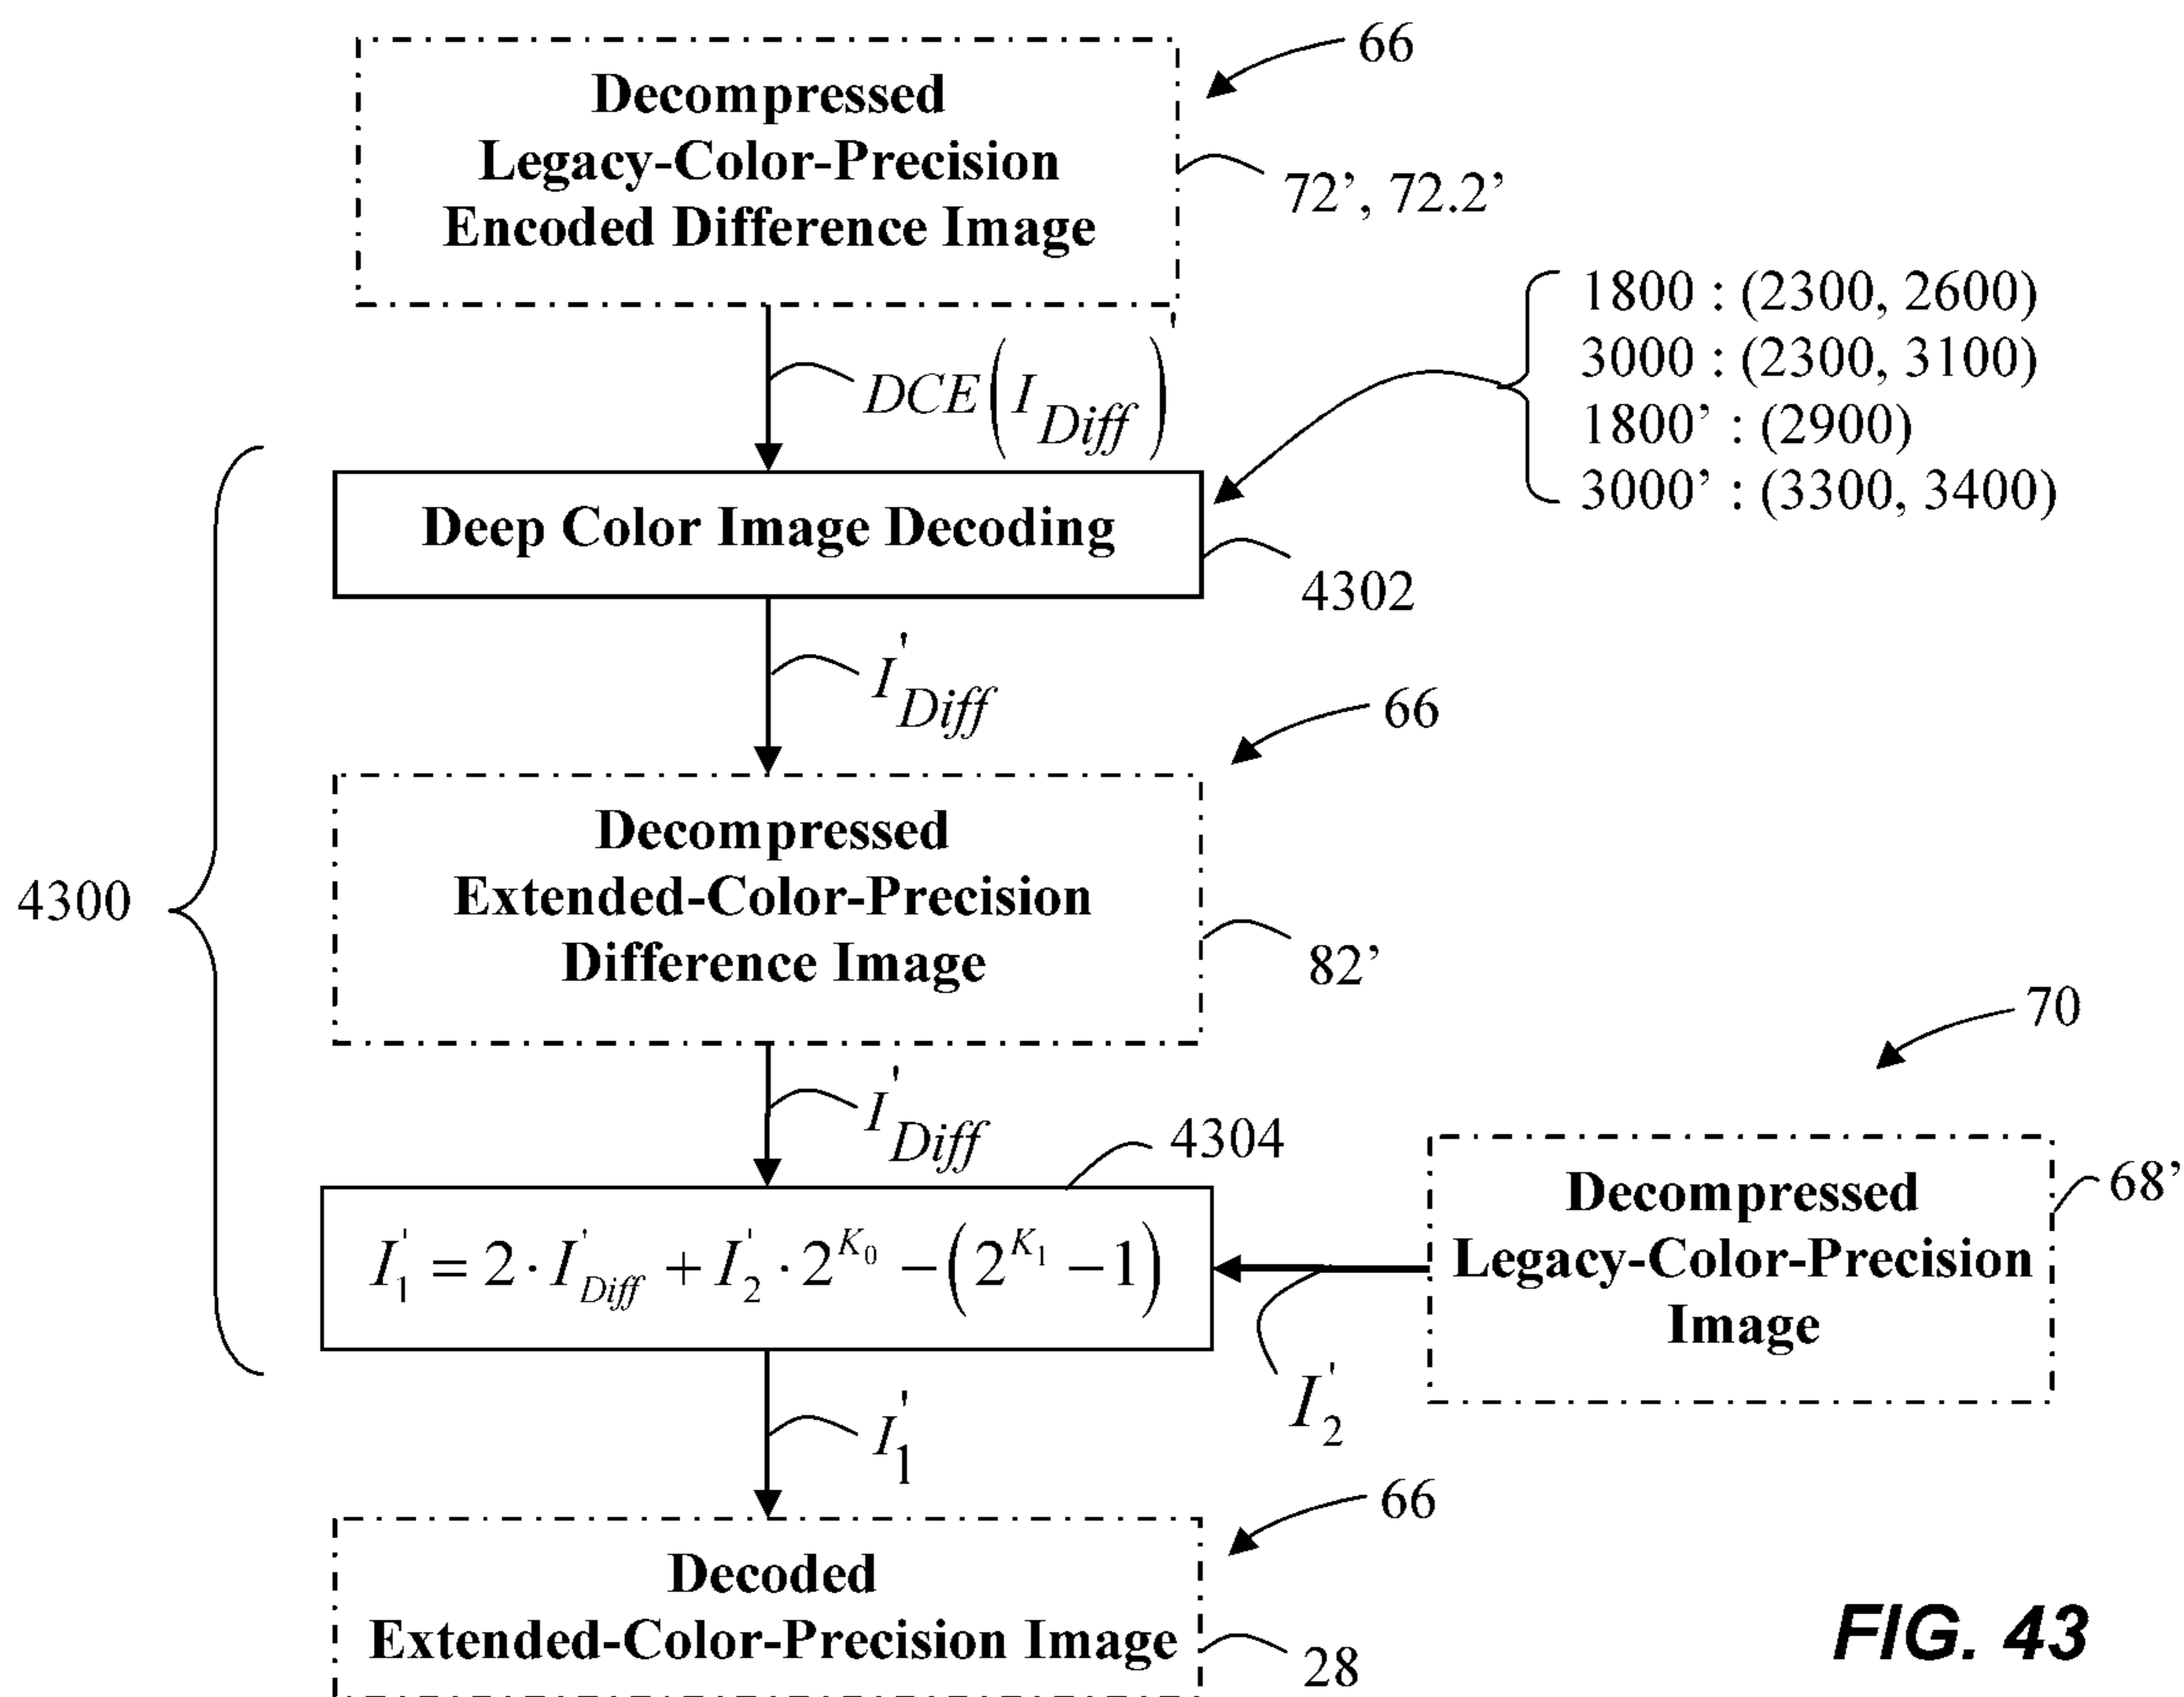 66
Decompressed
Legacy-Color-Precision
Encoded Difference Image
72’, 72.2’
1800 : (2300, 2600)
3000 : (2300, 3100)
1800’ : (2900)
3000’ : (3300, 3400)
DCE(I_Diff)'
Deep Color Image Decoding
4302
I'_Diff
66
Decompressed
Extended-Color-Precision
Difference Image
82’
4300
70
I'_Diff
4304
I'_1 = 2 · I'_Diff + I'_2 · 2^{K_0} − (2^{K_1} − 1)
Decompressed
Legacy-Color-Precision
Image
68’
I'_2
I'_1
66
Decoded
Extended-Color-Precision Image
28
FIG. 43